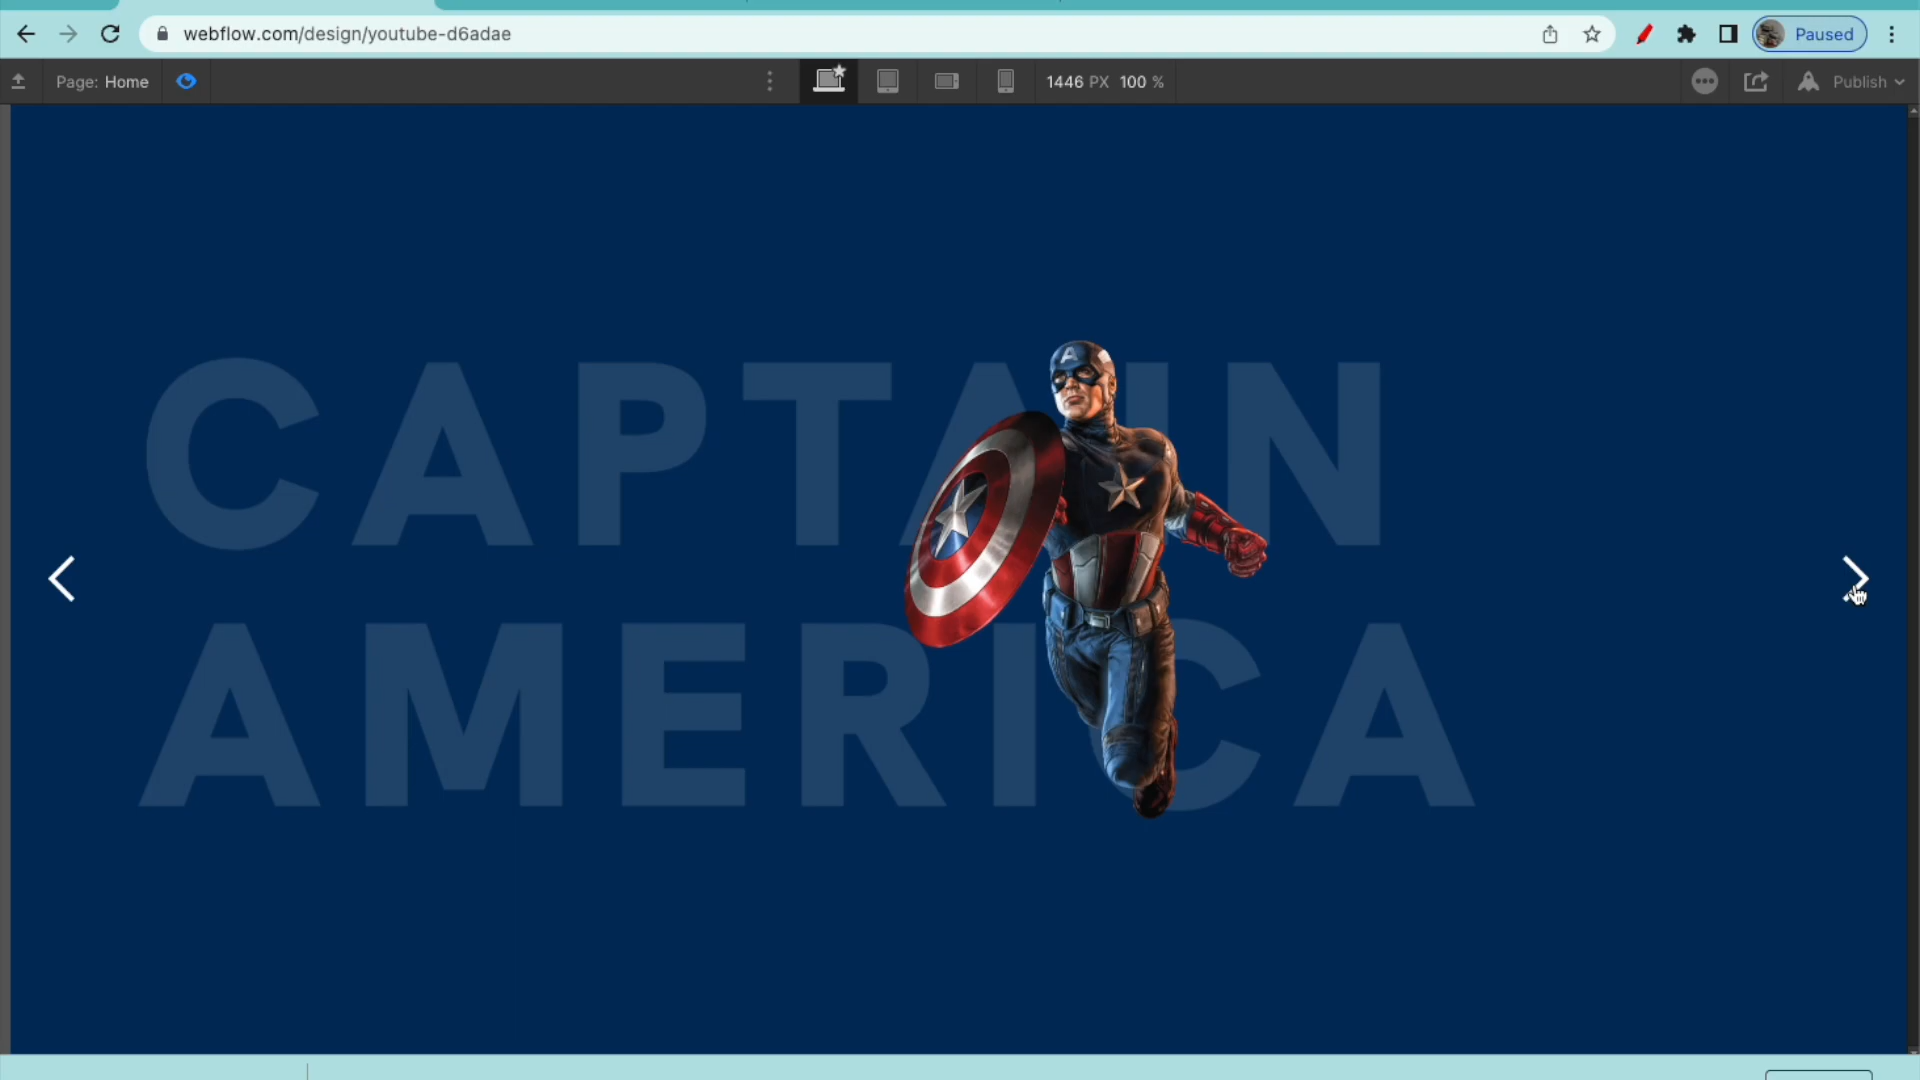 webflow.com/design/youtube-d6adae
Paused
Page: Home
1446 PX 100 %
Publish
CAPTAIN
AMERICA
A